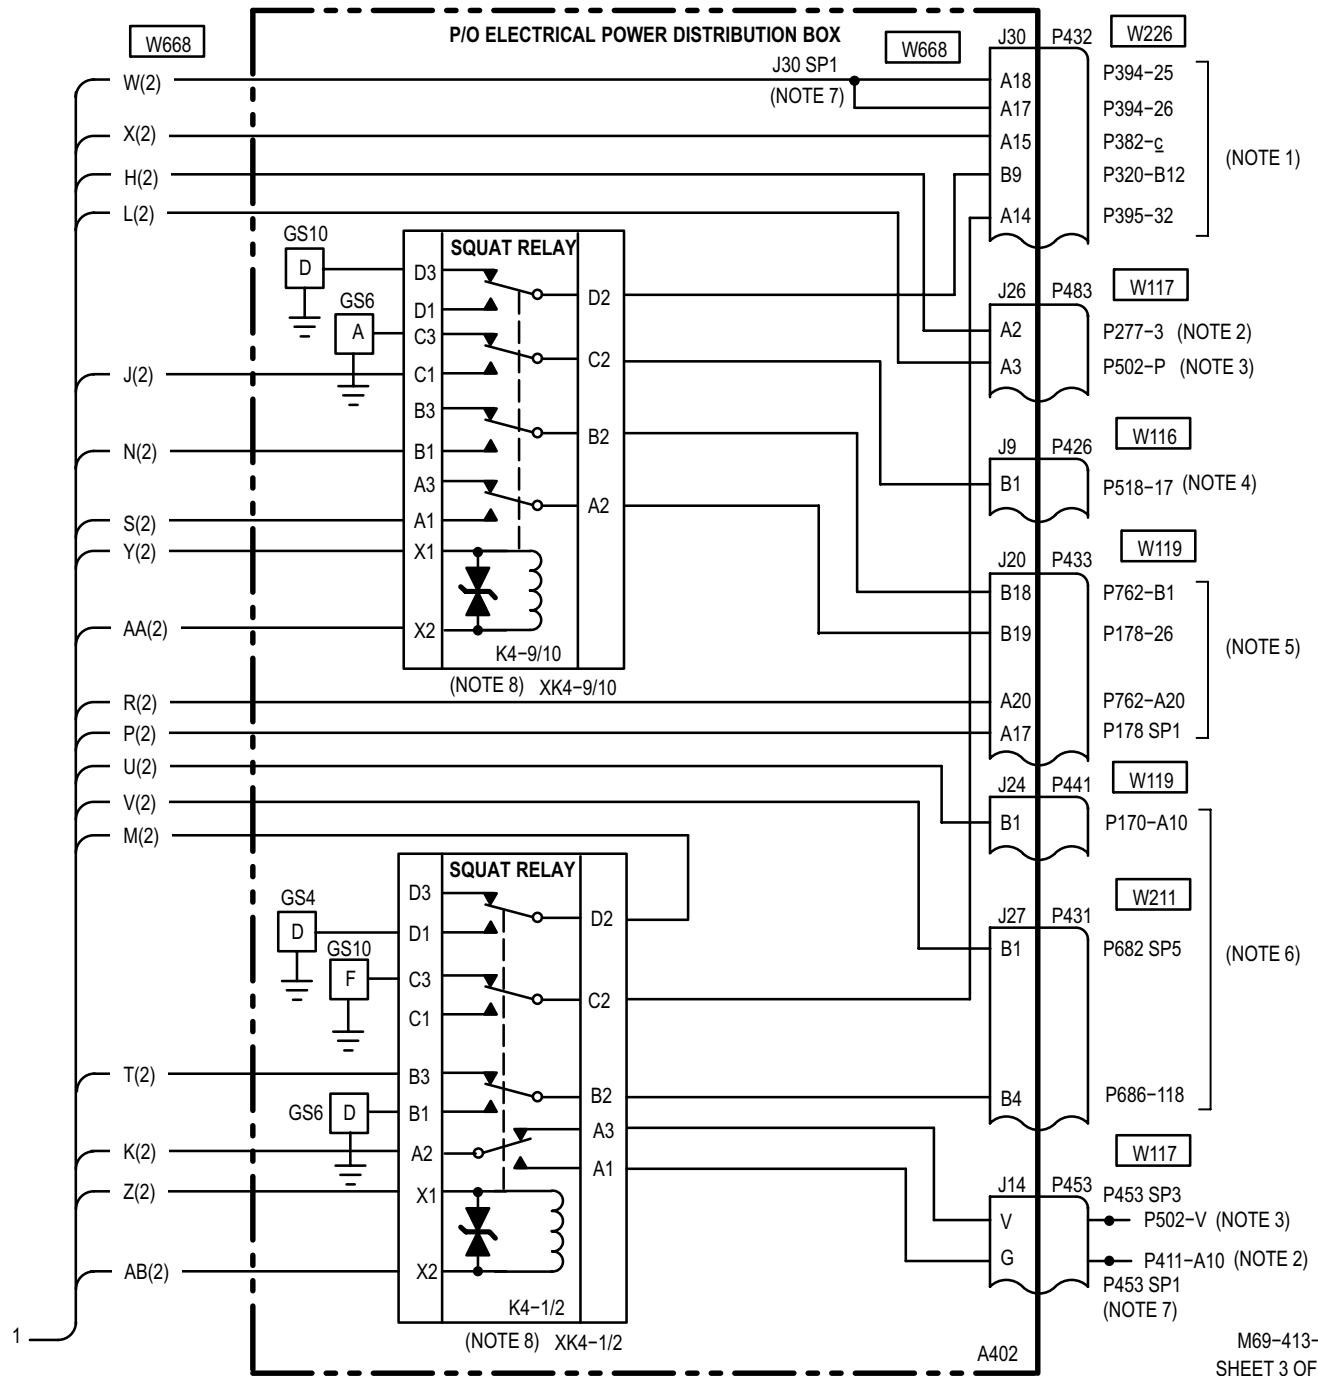 P/O ELECTRICAL POWER DISTRIBUTION BOX
W668
W668
J30 P432
W226
J30 SP1
(NOTE 7)
W(2)
A18
P394-25
A17
P394-26
X(2)
A15
P382-c
(NOTE 1)
H(2)
B9
P320-B12
L(2)
A14
P395-32
GS10
D
SQUAT RELAY
D3
D1
D2
GS6
A
C3
C1
C2
J(2)
B3
B1
B2
N(2)
A3
A1
A2
S(2)
Y(2)
X1
AA(2)
X2
K4-9/10
(NOTE 8) XK4-9/10
J26 P483
W117
A2
P277-3 (NOTE 2)
A3
P502-P (NOTE 3)
J9 P426
W116
B1
P518-17 (NOTE 4)
J20 P433
W119
B18
P762-B1
B19
P178-26
(NOTE 5)
R(2)
A20
P762-A20
P(2)
A17
P178 SP1
U(2)
V(2)
M(2)
J24 P441
W119
B1
P170-A10
SQUAT RELAY
GS4
D
D3
D1
D2
GS10
F
C3
C1
C2
J27 P431
W211
B1
P682 SP5
(NOTE 6)
T(2)
B3
B2
B4
P686-118
GS6
D
B1
A3
K(2)
A2
A1
Z(2)
X1
AB(2)
X2
K4-1/2
(NOTE 8) XK4-1/2
W117
J14 P453
P453 SP3
V
P502-V (NOTE 3)
G
P411-A10 (NOTE 2)
P453 SP1
(NOTE 7)
1
A402
M69-413-
SHEET 3 OF